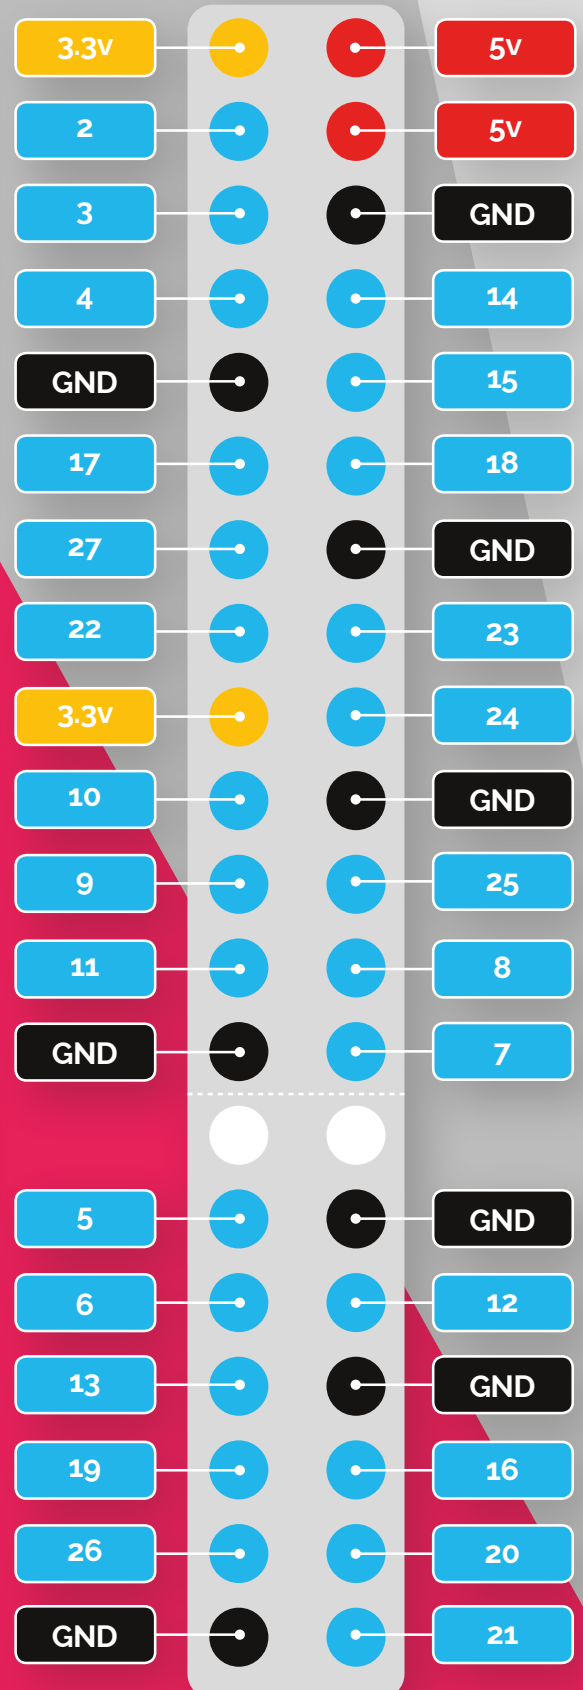 3.3V 5V
2 5V
3 GND
4 14
GND 15
17 18
27 GND
22 23
3.3V 24
10 GND
9 25
11 8
GND 7
5 GND
6 12
13 GND
19 16
26 20
GND 21